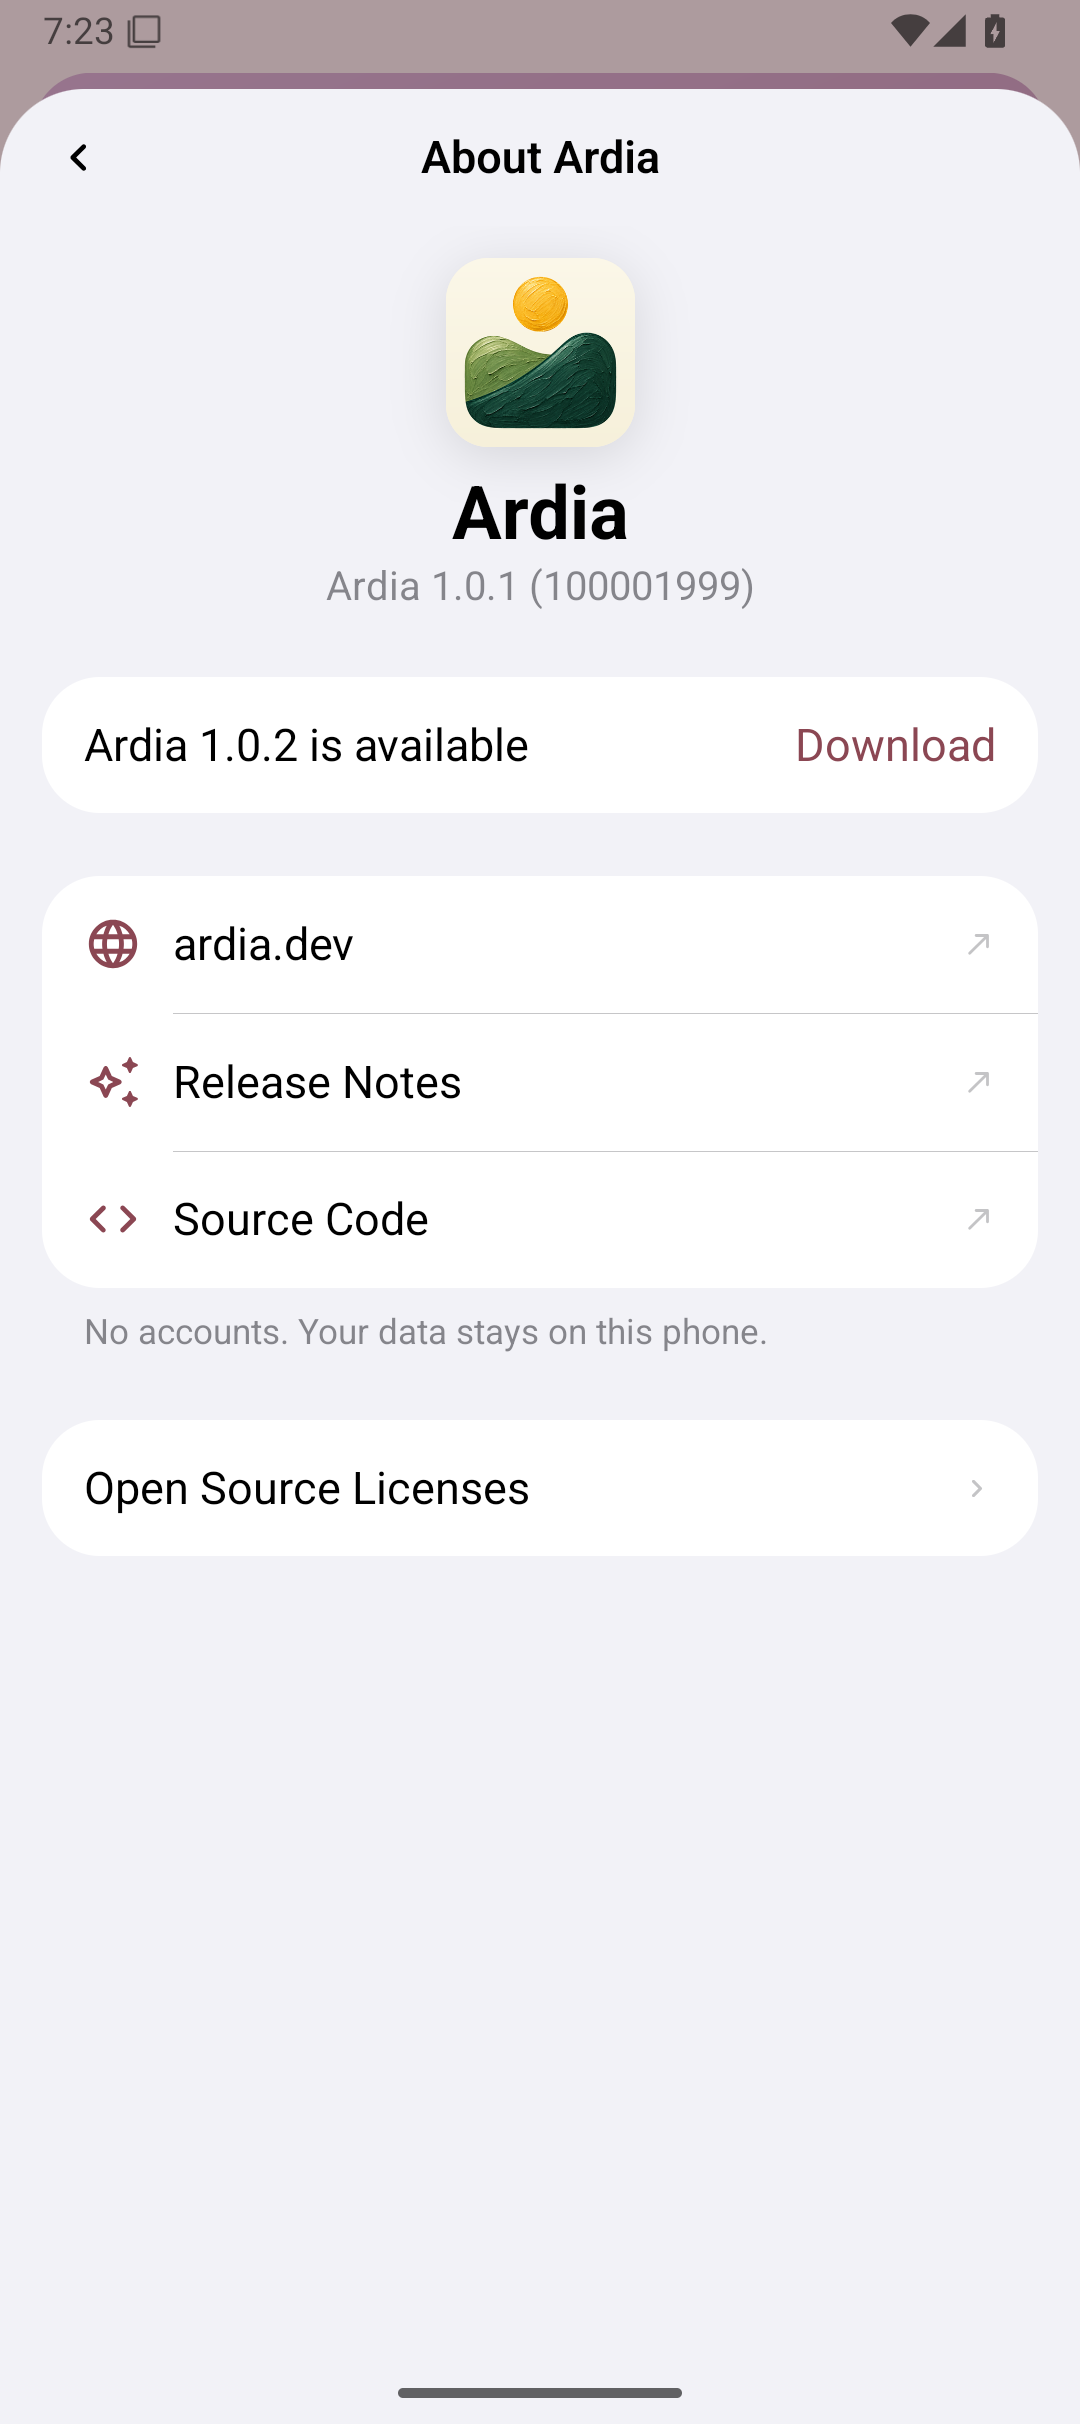 7:23
About Ardia
Ardia
Ardia 1.0.1 (100001999)
Ardia 1.0.2 is available Download
ardia.dev
Release Notes
Source Code
No accounts. Your data stays on this phone.
Open Source Licenses